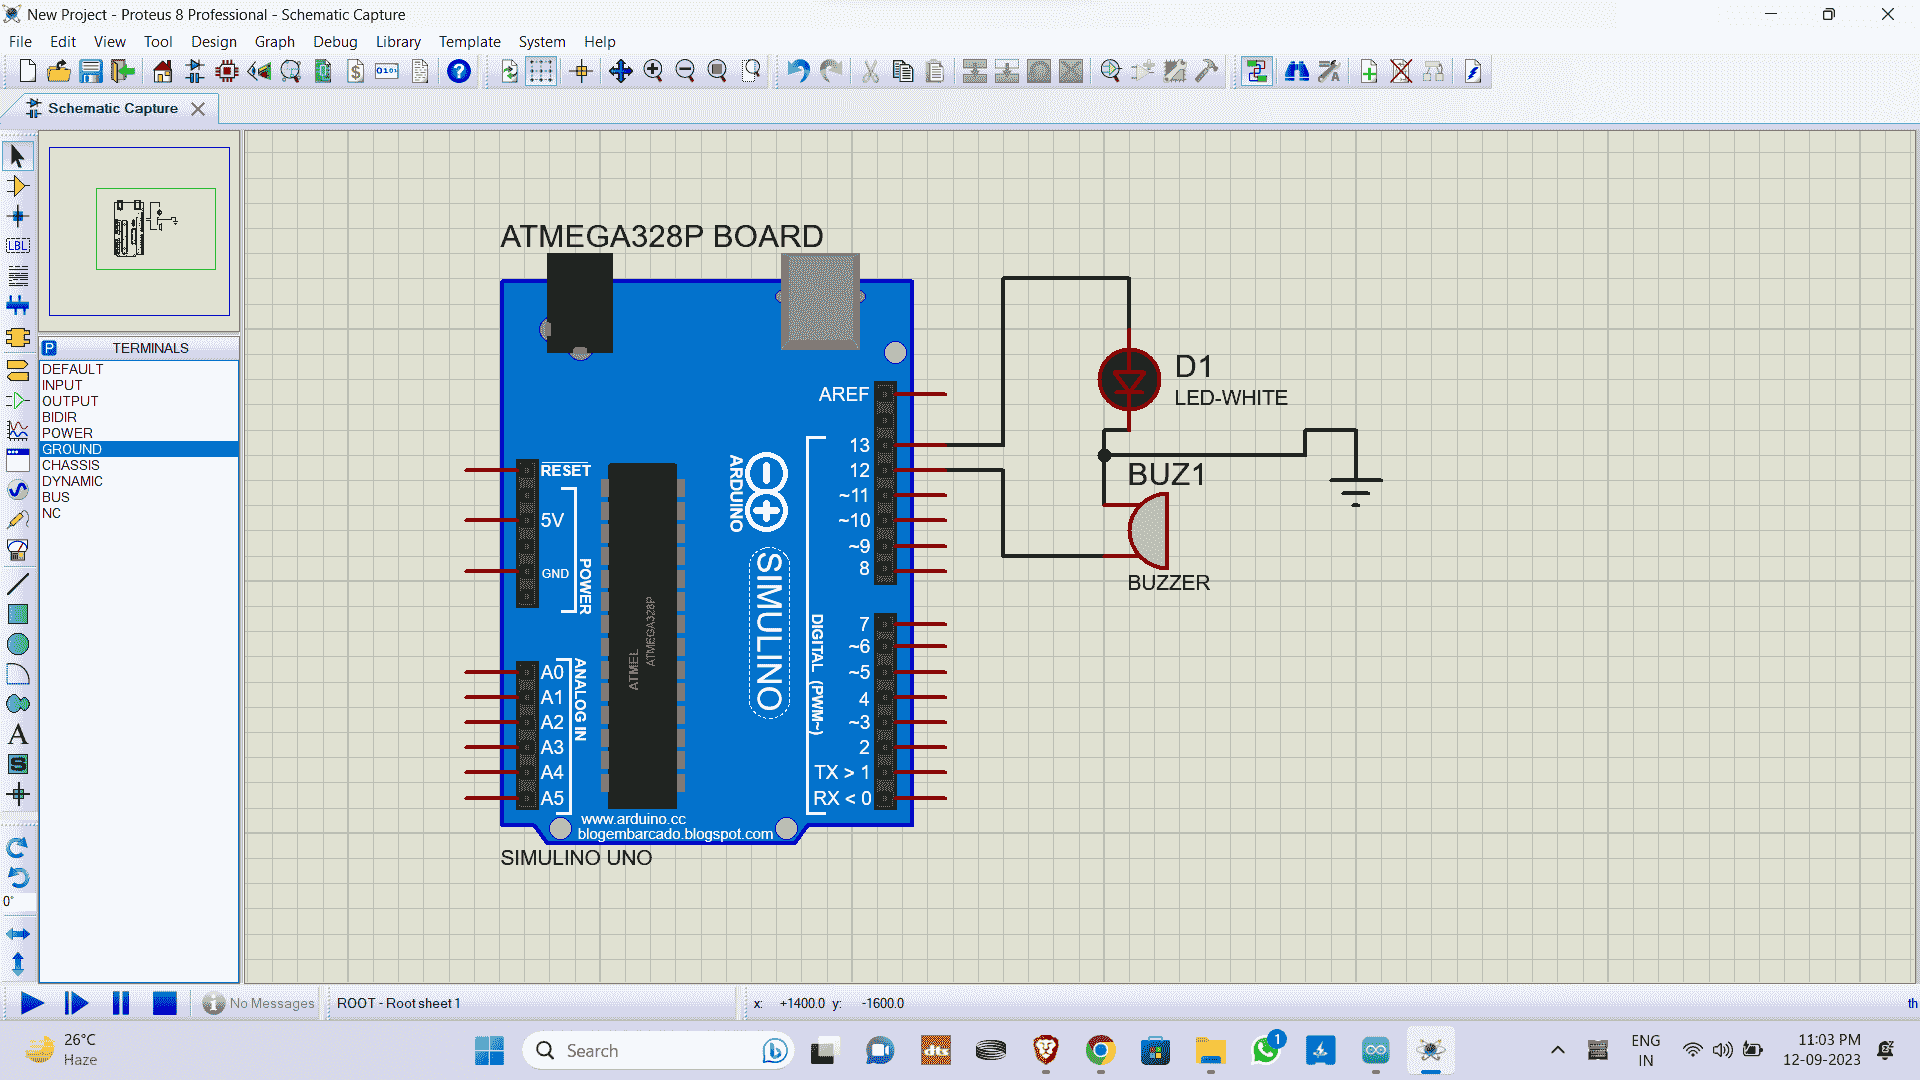 New Project - Proteus 8 Professional - Schematic Capture
File Edit View Tool Design Graph Debug Library Template System Help
$ 0101 ?
Schematic Capture
LBL
P TERMINALS
DEFAULT
INPUT
OUTPUT
BIDIR
POWER
GROUND
CHASSIS
DYNAMIC
BUS
NC
A
S
0°
ATMEGA328P BOARD
AREF
13
12
~11
~10
~9
8
7
~6
~5
4
~3
2
TX > 1
RX < 0
DIGITAL (PWM~)
RESET
5V
GND
POWER
A0
A1
A2
A3
A4
A5
ANALOG IN
ATMEL
ATMEGA328P
ARDUINO
SIMULINO
www.arduino.cc
blogembarcado.blogspot.com
SIMULINO UNO
D1
LED-WHITE
BUZ1
BUZZER
No Messages
ROOT - Root sheet 1
x: +1400.0 y: -1600.0
th
26°C
Haze
Search
dts
1
ENG
IN
11:03 PM
12-09-2023